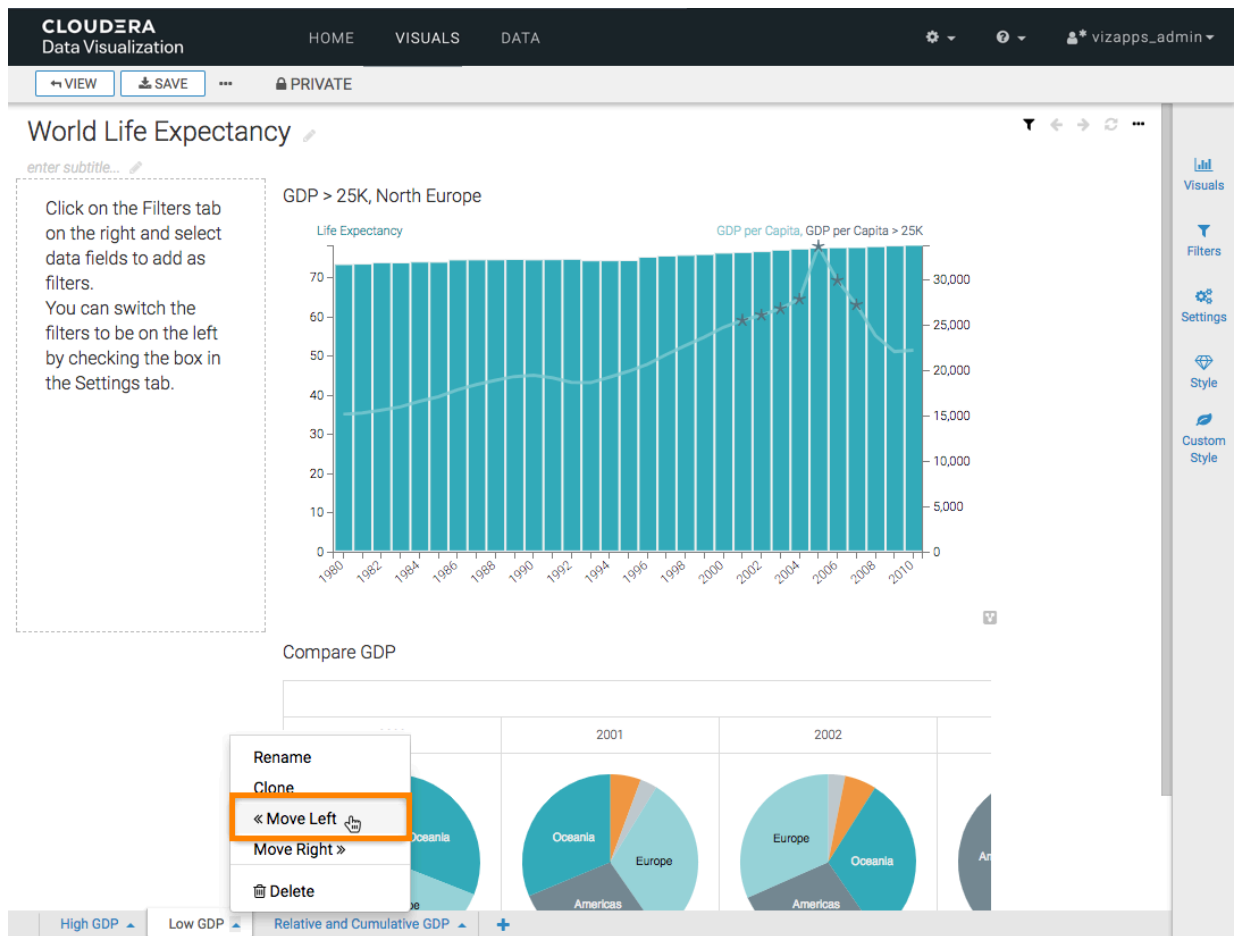 CLOUDERA
Data Visualization
HOME
VISUALS
DATA
vizapps_admin
VIEW
SAVE
PRIVATE
World Life Expectancy
enter subtitle...
Click on the Filters tab
on the right and select
data fields to add as
filters.
You can switch the
filters to be on the left
by checking the box in
the Settings tab.
GDP > 25K, North Europe
Life Expectancy
GDP per Capita, GDP per Capita > 25K
70
60
50
40
30
20
10
0
30,000
25,000
20,000
15,000
10,000
5,000
0
1980
1982
1984
1986
1988
1990
1992
1994
1996
1998
2000
2002
2004
2006
2008
2010
Visuals
Filters
Settings
Style
Custom
Style
Compare GDP
2001
2002
Oceania
Oceania
Europe
Americas
Europe
Oceania
Americas
Rename
Clone
« Move Left
Move Right »
Delete
High GDP
Low GDP
Relative and Cumulative GDP
+